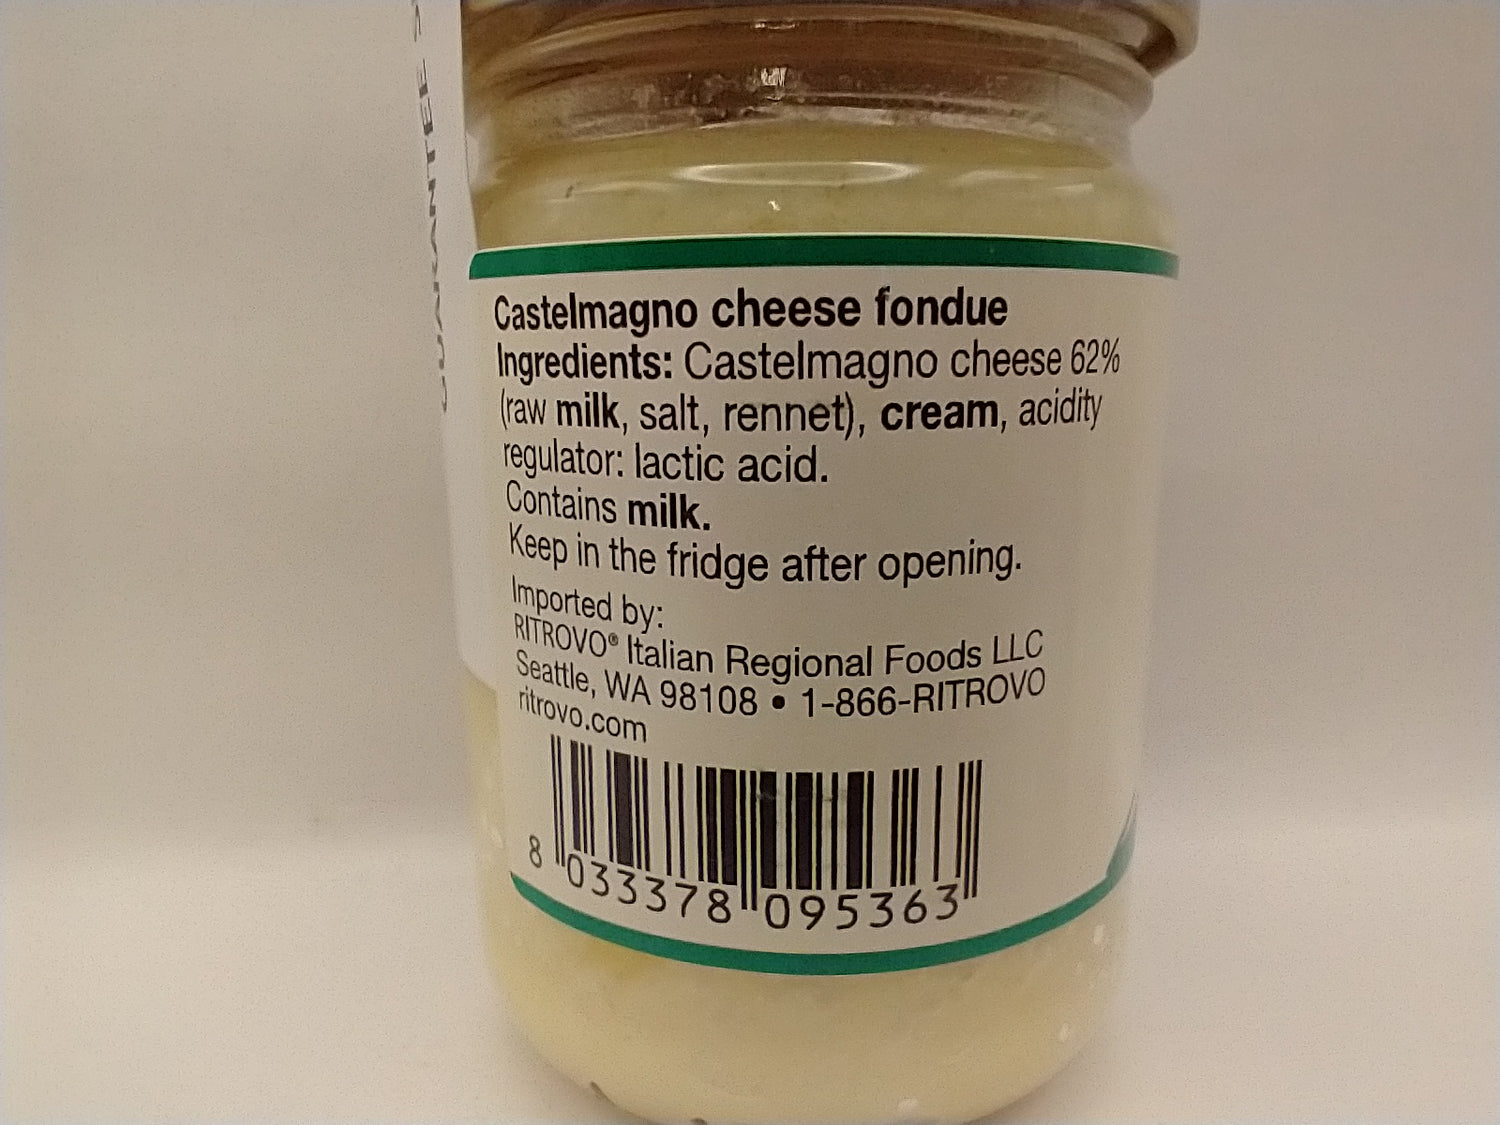 GUARANTEE
Castelmagno cheese fondue
Ingredients: Castelmagno cheese 62%
(raw milk, salt, rennet), cream, acidity
regulator: lactic acid.
Contains milk.
Keep in the fridge after opening.
Imported by:
RITROVO® Italian Regional Foods LLC
Seattle, WA 98108 • 1-866-RITROVO
ritrovo.com
8 033378 095363